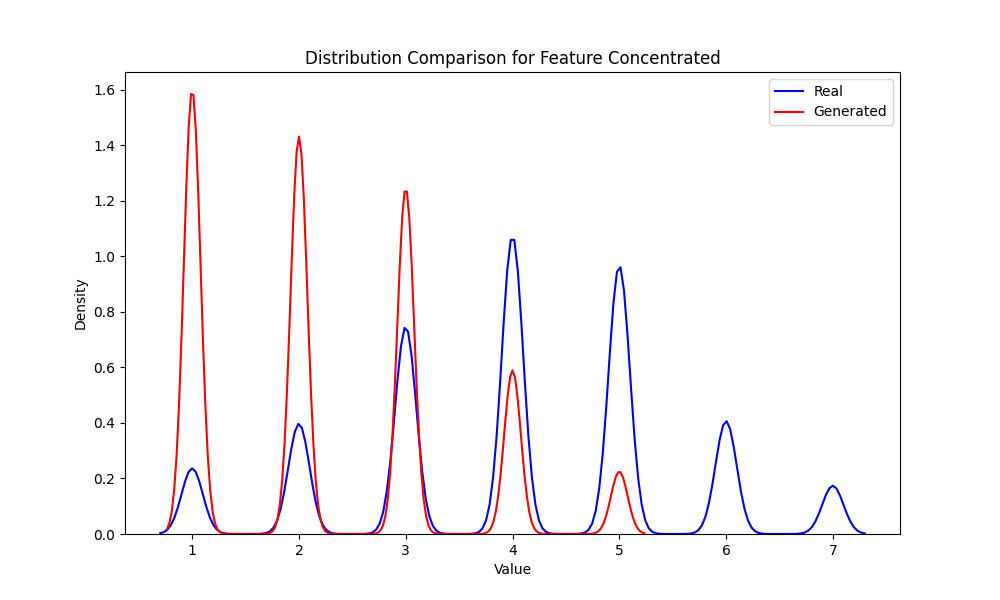 Distribution Comparison for Feature Concentrated
Real
Generated
1.6
1.4
1.2
1.0
0.8
0.6
0.4
0.2
0.0
Density
1 2 3 4 5 6 7
Value